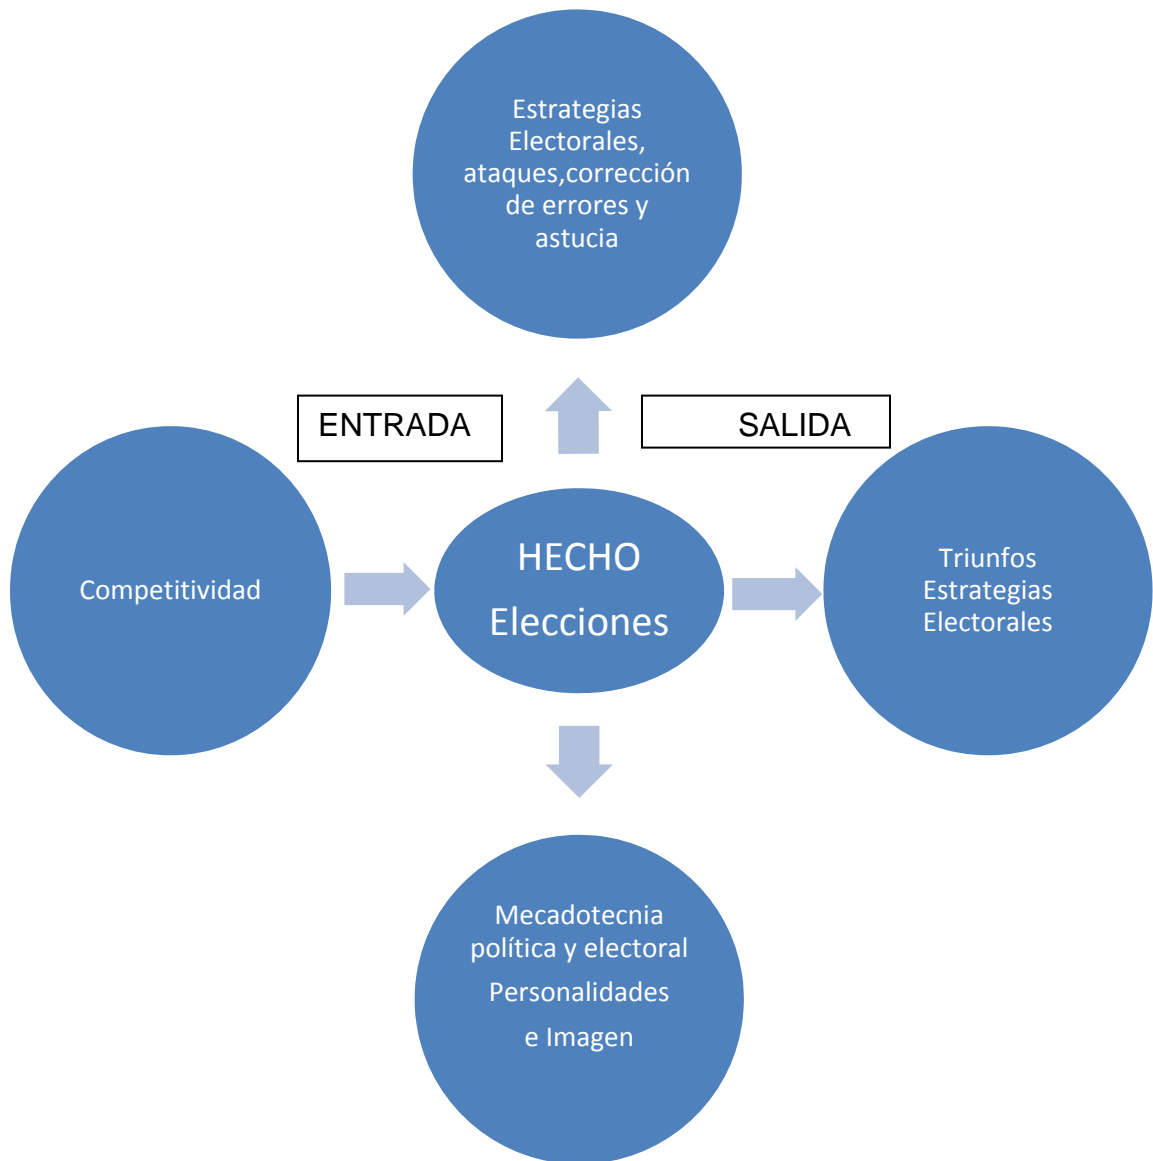 Estrategias
Electorales,
ataques,corrección
de errores y
astucia
ENTRADA
SALIDA
Competitividad
HECHO
Elecciones
Triunfos
Estrategias
Electorales
Mecadotecnia
política y electoral
Personalidades
e Imagen